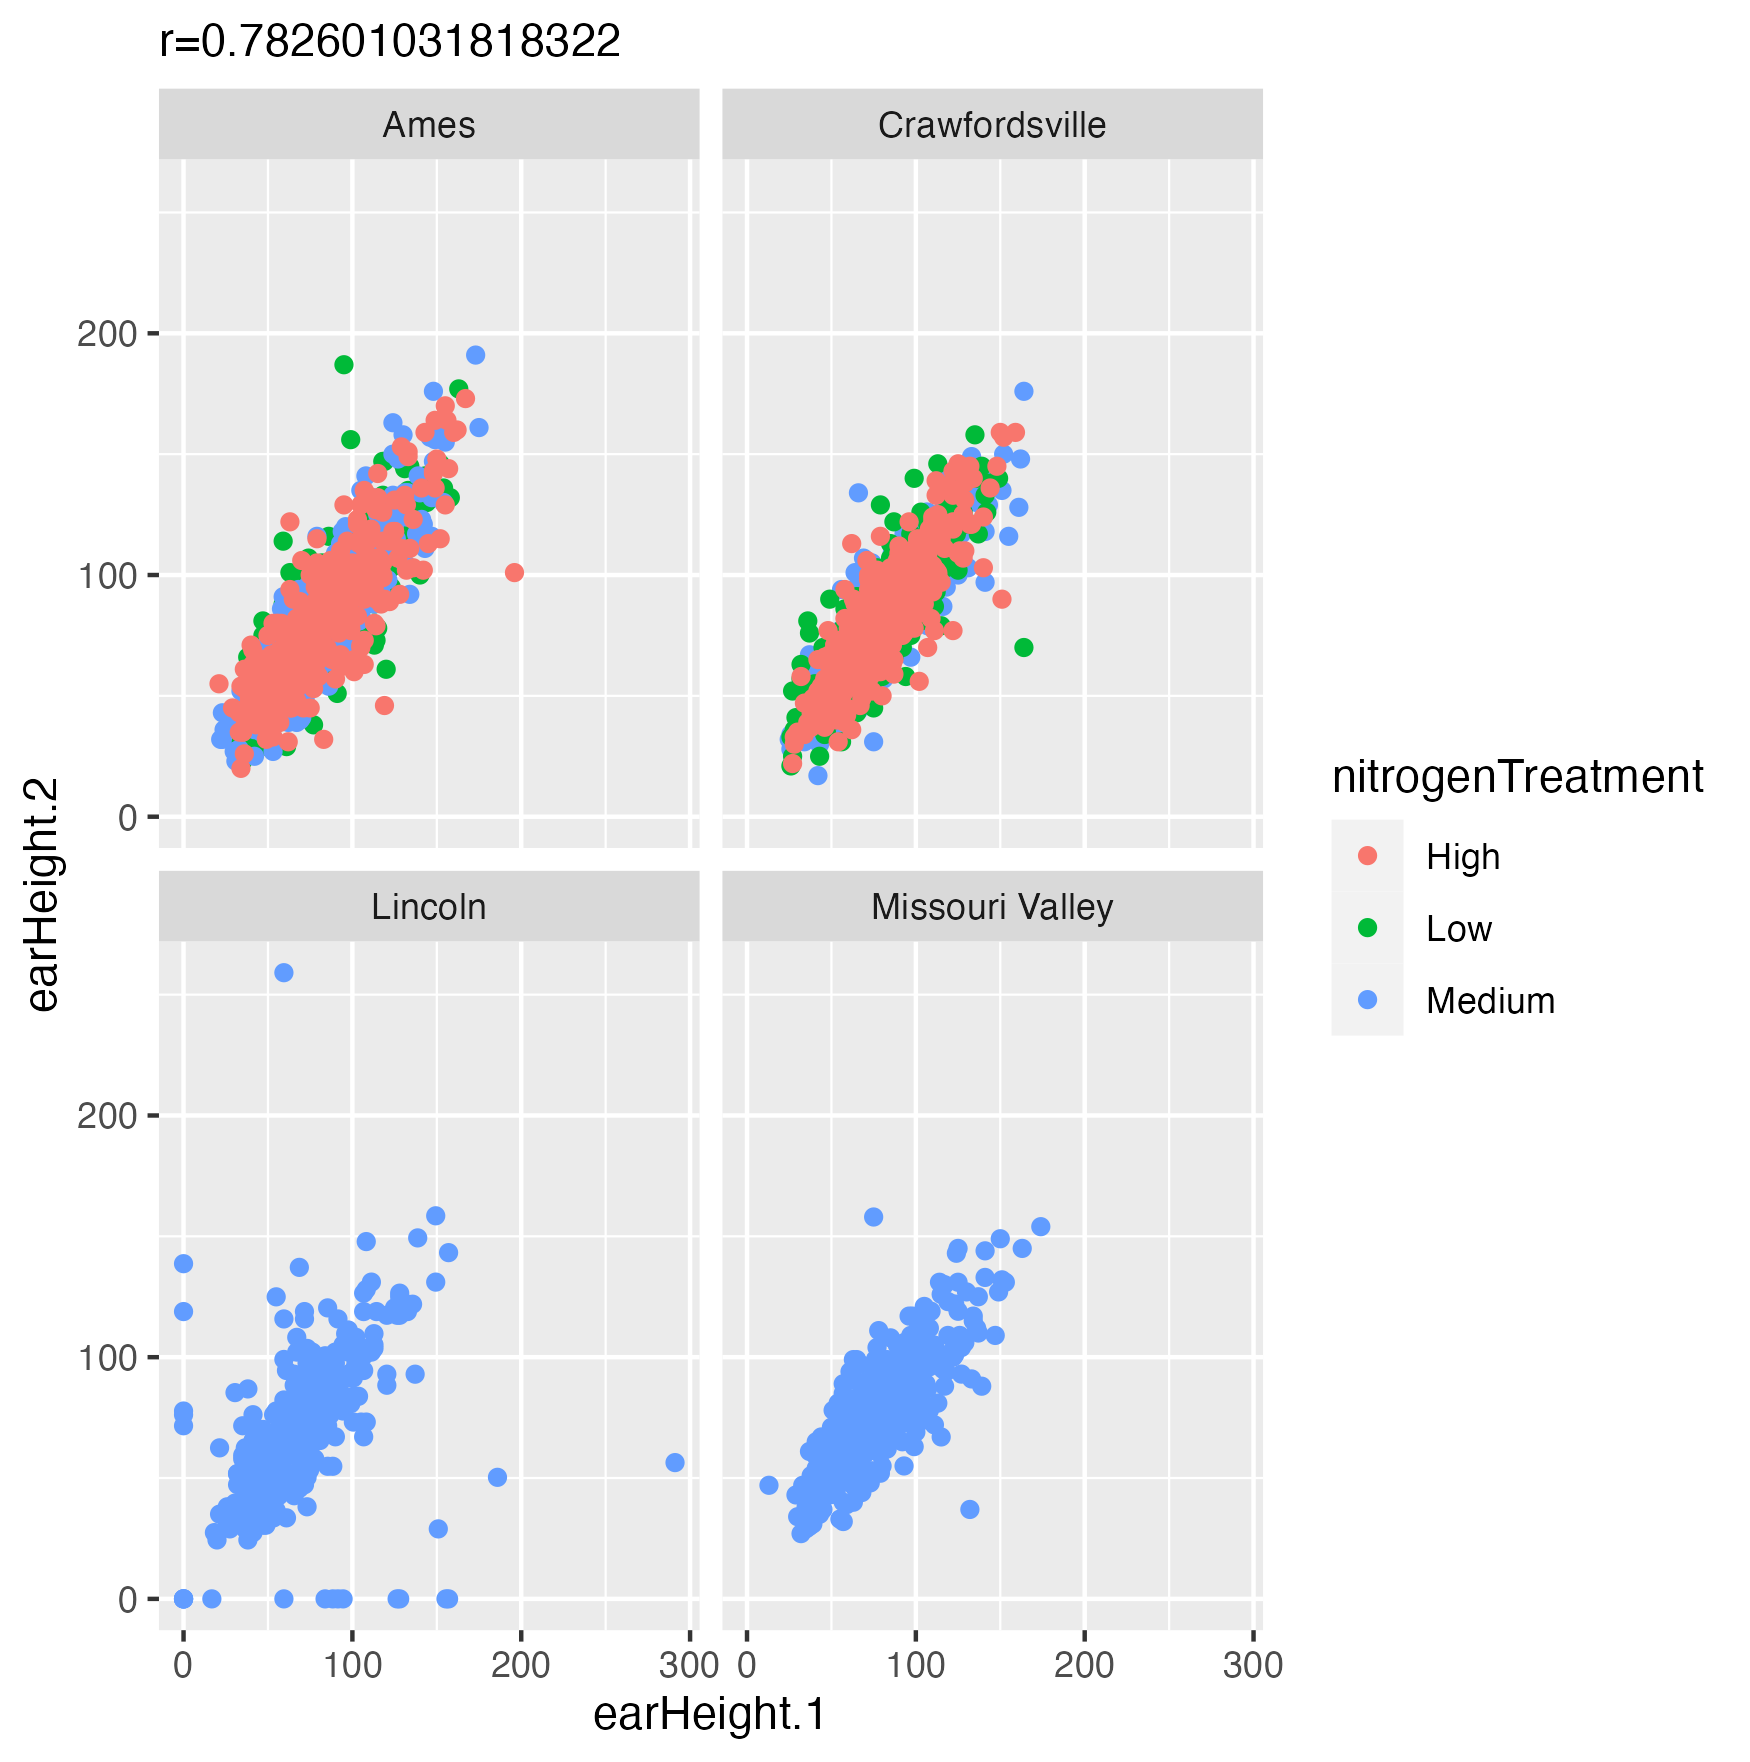 r=0.782601031818322
Ames
Crawfordsville
200
100
0
Lincoln
Missouri Valley
200
100
0
0
100
200
300
0
100
200
300
earHeight.1
earHeight.2
nitrogenTreatment
High
Low
Medium